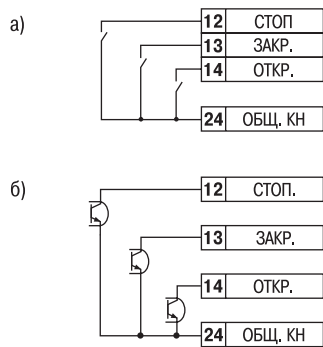 а)
12 СТОП
13 ЗАКР.
14 ОТКР.
24 ОБЩ. КН
б)
12 СТОП.
13 ЗАКР.
14 ОТКР.
24 ОБЩ. КН